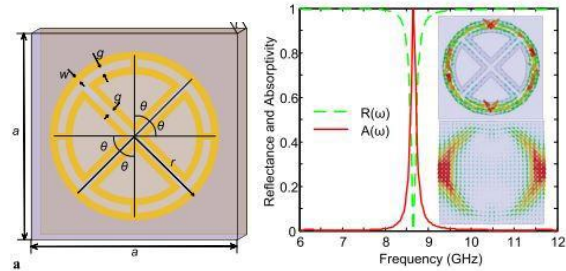 g
w
g
θ
θ
θ
θ
r
a
a
a
Reflectance and Absorptivity
1
0.8
0.6
0.4
0.2
0
R(ω)
A(ω)
6 7 8 9 10 11 12
Frequency (GHz)